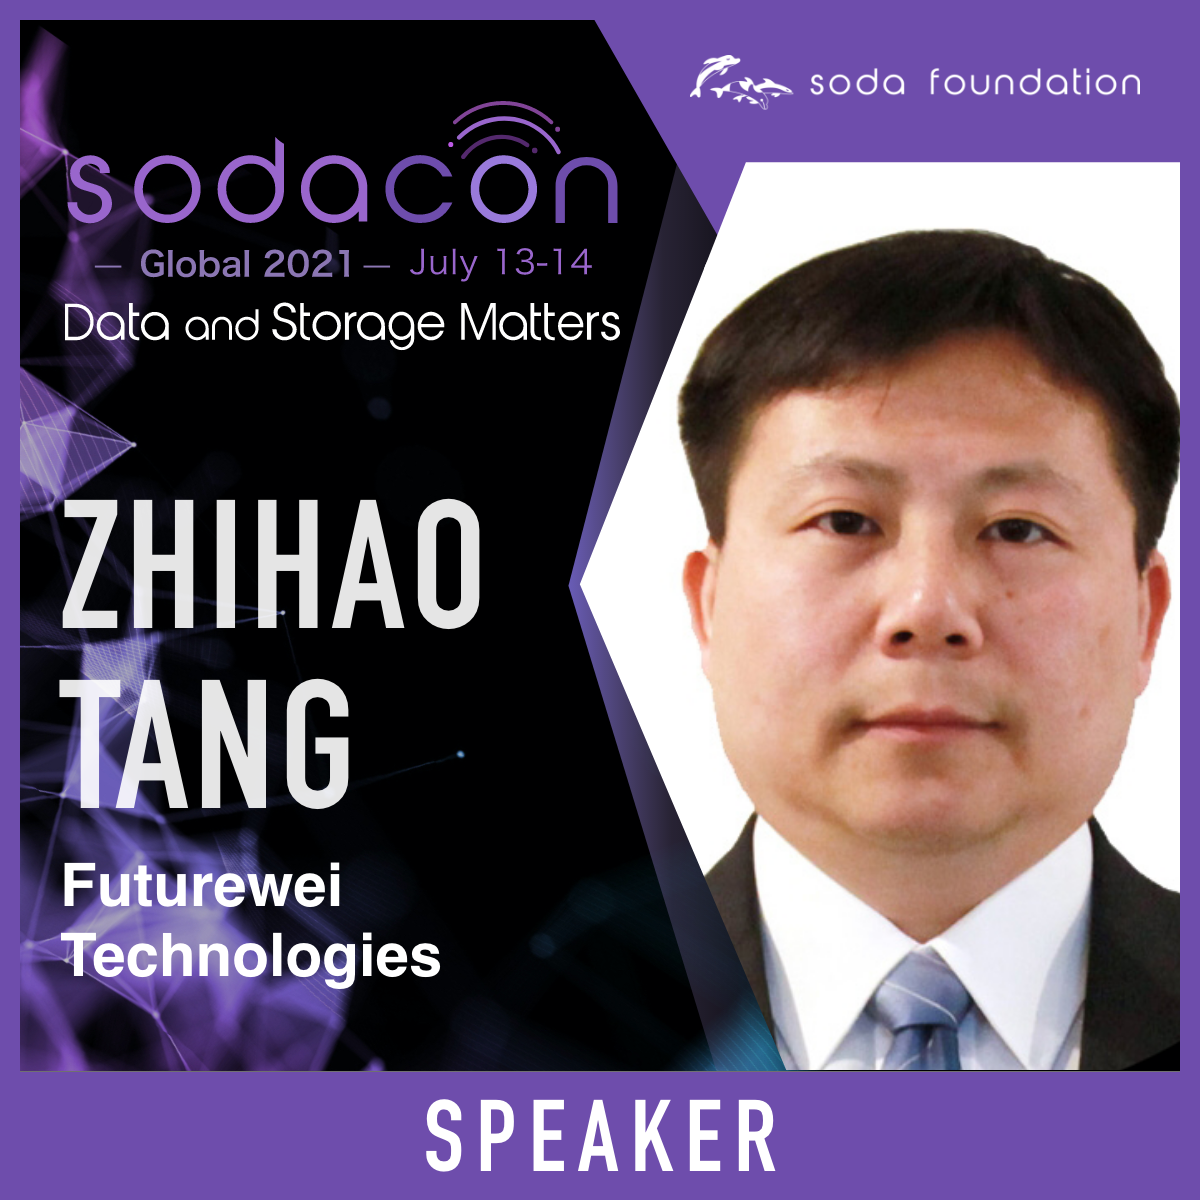 soda foundation
sodacon
— Global 2021 — July 13-14
Data and Storage Matters
ZHIHAO
TANG
Futurewei
Technologies
SPEAKER